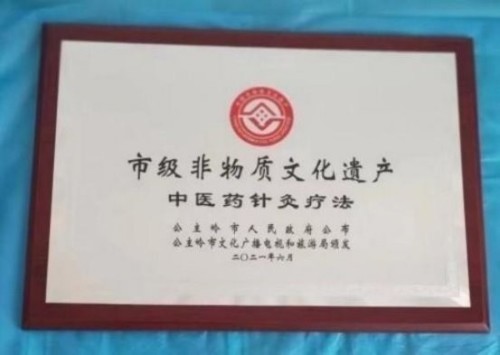 市级非物质文化遗产
中医药针灸疗法
公主岭市人民政府公布
公主岭市文化广播电视和旅游局颁发
二〇二一年六月